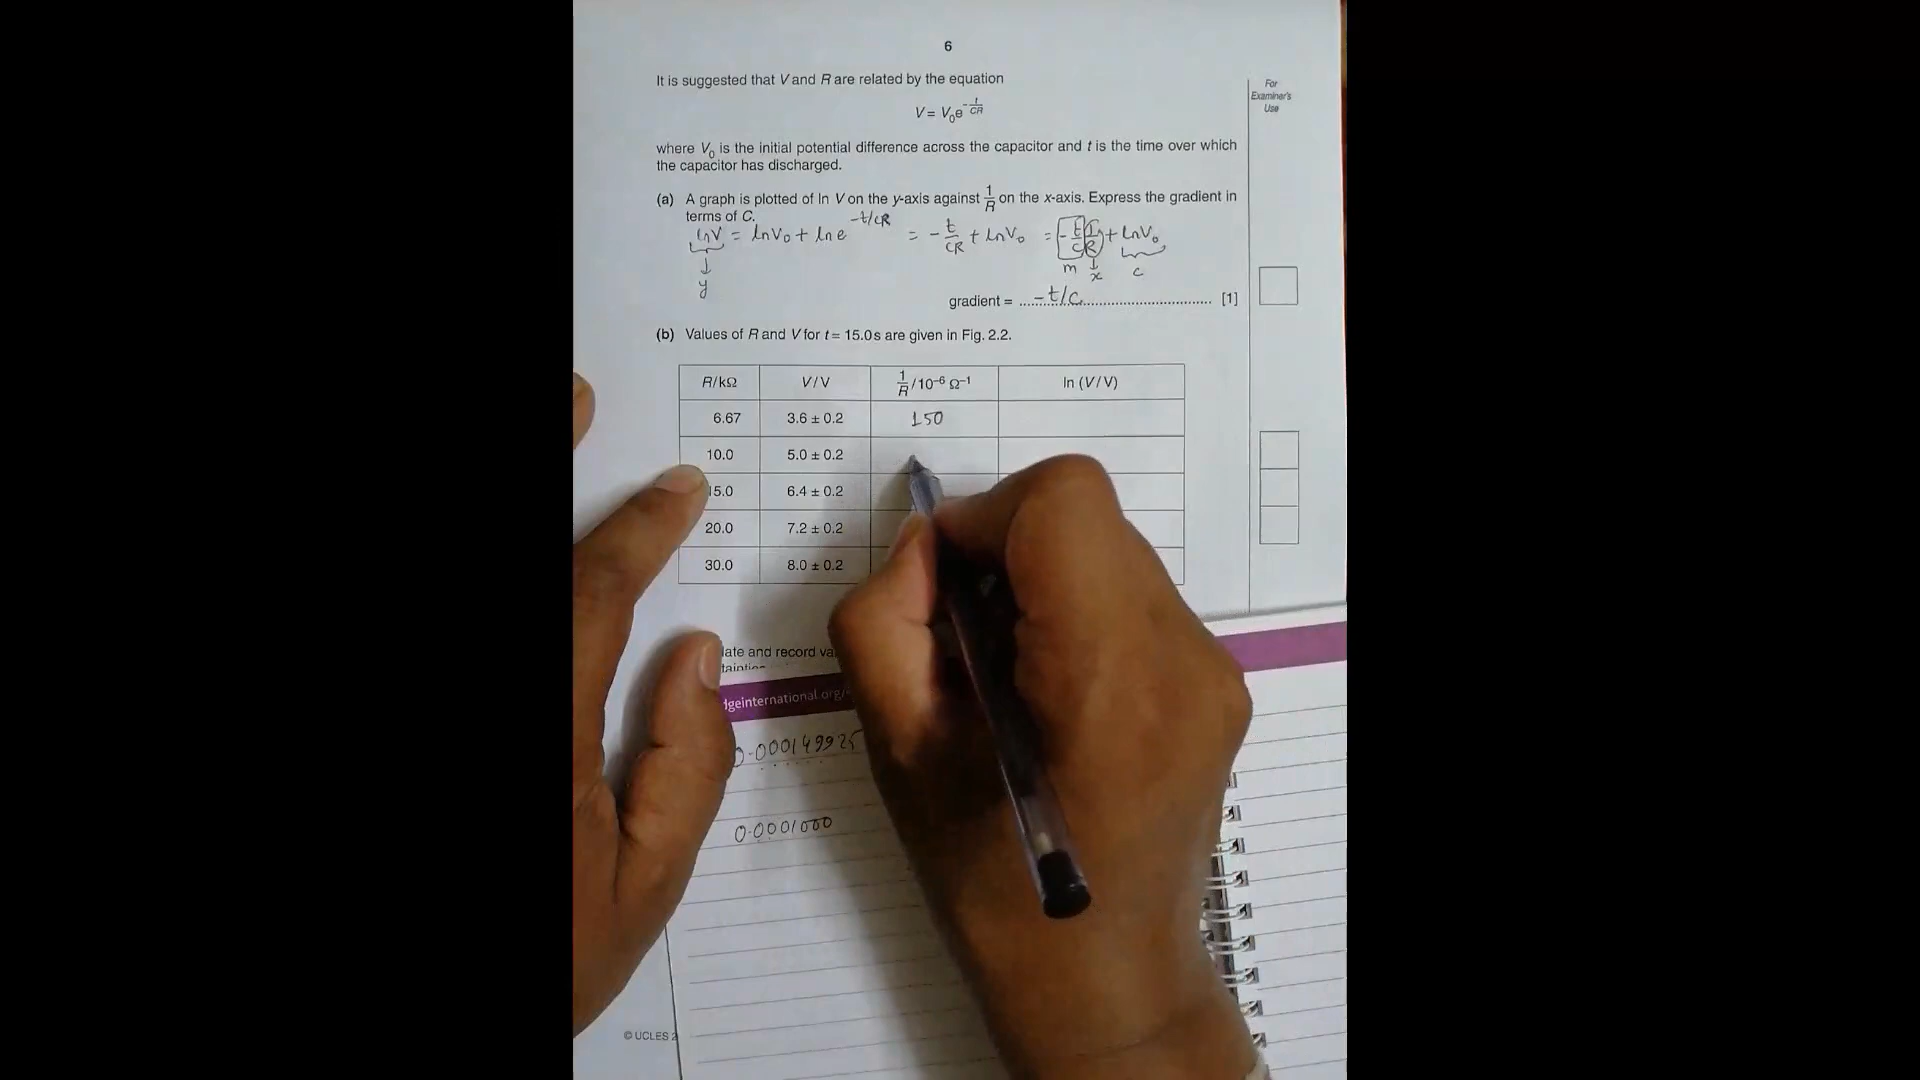 6
It is suggested that V and R are related by the equation
V = V₀e^(-t/CR)
For
Examiner's
Use
where V₀ is the initial potential difference across the capacitor and t is the time over which
the capacitor has discharged.
(a) A graph is plotted of ln V on the y-axis against 1/R on the x-axis. Express the gradient in
terms of C.
lnV = lnV₀ + ln e^(-t/CR) = -t/CR + lnV₀ = -t/C 1/R + lnV₀
↓ m ↓ c
y x
gradient = ....-t/c.................................. [1]
(b) Values of R and V for t = 15.0s are given in Fig. 2.2.
R/kΩ V/V 1/R /10⁻⁶ Ω⁻¹ ln (V/V)
6.67 3.6 ± 0.2 150
10.0 5.0 ± 0.2
15.0 6.4 ± 0.2
20.0 7.2 ± 0.2
30.0 8.0 ± 0.2
and record
0.000149925
0.0001000
© UCLES